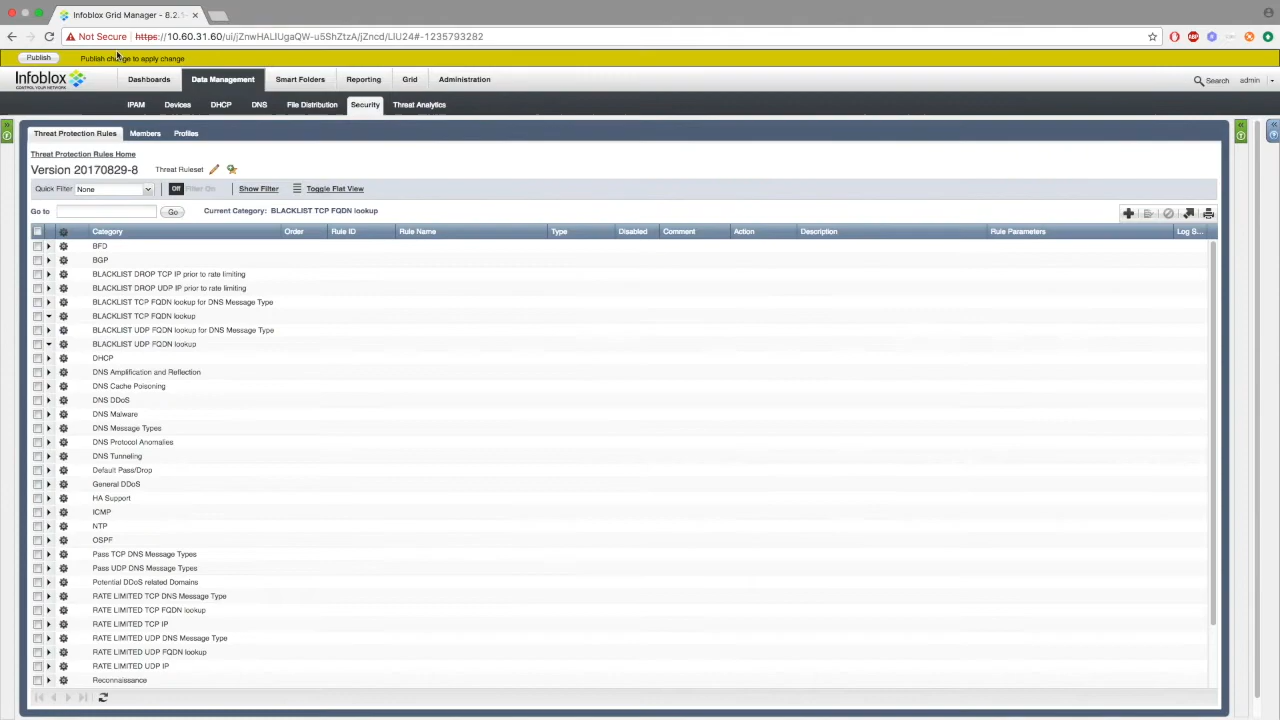 Infoblox Grid Manager - 8.2.
Not Secure https://10.60.31.60/ui/jZnwHALIUgaQW-u5ShZtzA/jZncd/LIU24#-1235793282
Publish Publish change to apply change
Infoblox Dashboards Data Management Smart Folders Reporting Grid Administration Search admin
CONTROL YOUR NETWORK
IPAM Devices DHCP DNS File Distribution Security Threat Analytics
Threat Protection Rules Members Profiles
Threat Protection Rules Home
Version 20170829-8 Threat Ruleset
Quick Filter None Off Filter On Show Filter Toggle Flat View
Go to Go Current Category: BLACKLIST TCP FQDN lookup
Category Order Rule ID Rule Name Type Disabled Comment Action Description Rule Parameters Log S...
BFD
BGP
BLACKLIST DROP TCP IP prior to rate limiting
BLACKLIST DROP UDP IP prior to rate limiting
BLACKLIST TCP FQDN lookup for DNS Message Type
BLACKLIST TCP FQDN lookup
BLACKLIST UDP FQDN lookup for DNS Message Type
BLACKLIST UDP FQDN lookup
DHCP
DNS Amplification and Reflection
DNS Cache Poisoning
DNS DDoS
DNS Malware
DNS Message Types
DNS Protocol Anomalies
DNS Tunneling
Default Pass/Drop
General DDoS
HA Support
ICMP
NTP
OSPF
Pass TCP DNS Message Types
Pass UDP DNS Message Types
Potential DDoS related Domains
RATE LIMITED TCP DNS Message Type
RATE LIMITED TCP FQDN lookup
RATE LIMITED TCP IP
RATE LIMITED UDP DNS Message Type
RATE LIMITED UDP FQDN lookup
RATE LIMITED UDP IP
Reconnaissance